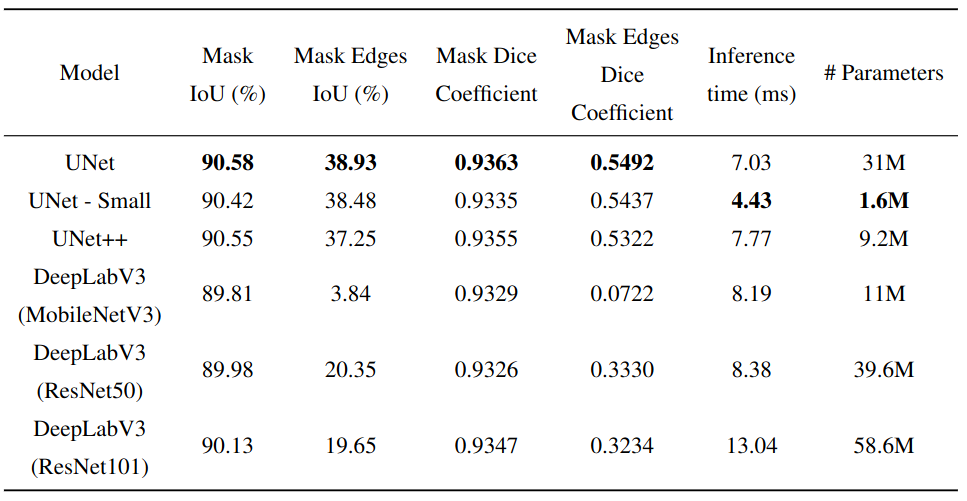 Model Mask IoU (%) Mask Edges IoU (%) Mask Dice Coefficient Mask Edges Dice Coefficient Inference time (ms) # Parameters
UNet 90.58 38.93 0.9363 0.5492 7.03 31M
UNet - Small 90.42 38.48 0.9335 0.5437 4.43 1.6M
UNet++ 90.55 37.25 0.9355 0.5322 7.77 9.2M
DeepLabV3 (MobileNetV3) 89.81 3.84 0.9329 0.0722 8.19 11M
DeepLabV3 (ResNet50) 89.98 20.35 0.9326 0.3330 8.38 39.6M
DeepLabV3 (ResNet101) 90.13 19.65 0.9347 0.3234 13.04 58.6M